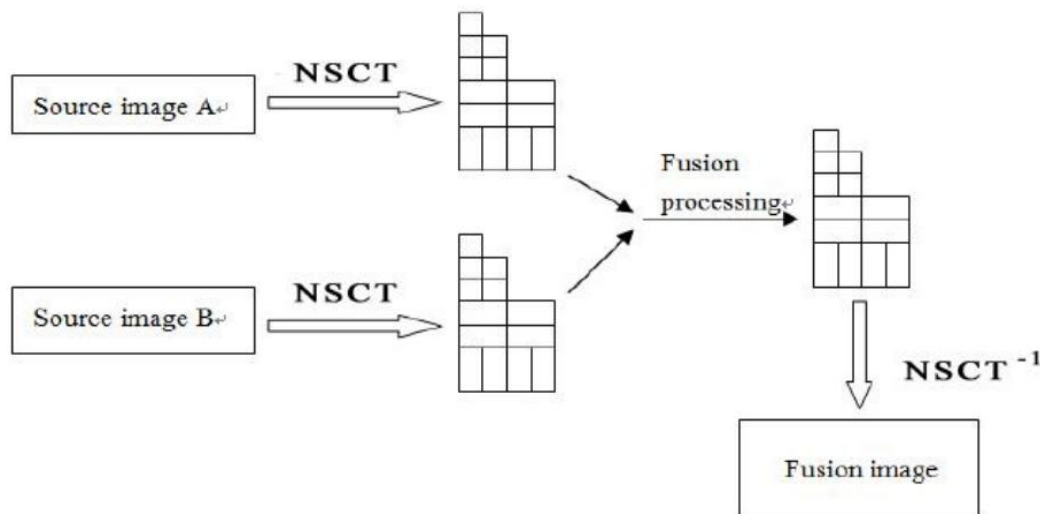 NSCT
Source image A↵
Fusion
processing↵
NSCT
Source image B↵
NSCT ⁻¹
Fusion image